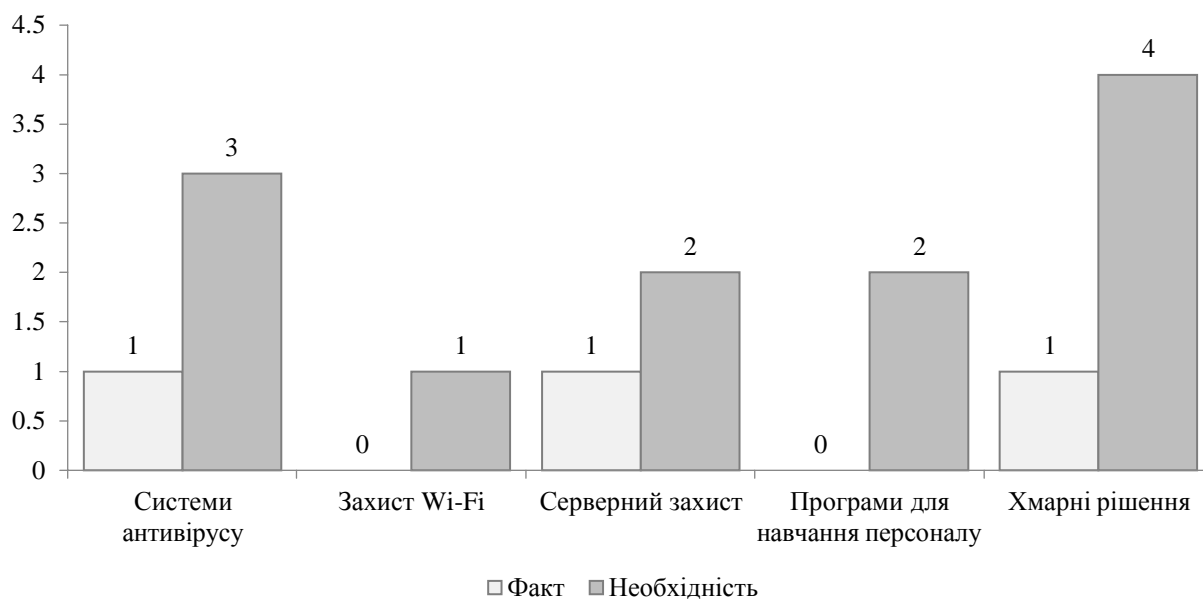 4.5
4
3.5
3
2.5
2
1.5
1
0.5
0
1
3
0
1
1
2
0
2
1
4
Системи
антивірусу
Захист Wi-Fi
Серверний захист
Програми для
навчання персоналу
Хмарні рішення
Факт
Необхідність